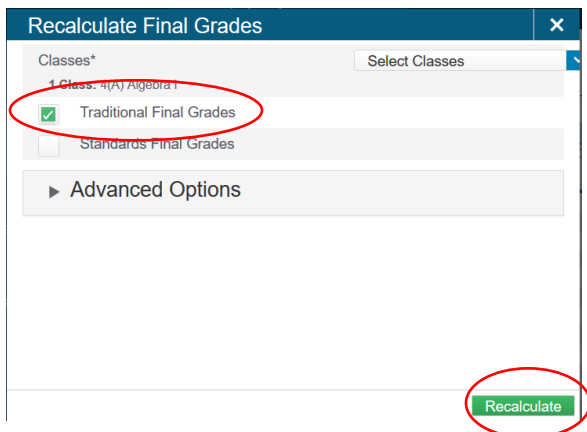 Recalculate Final Grades
Classes*
Select Classes
1 Class: 4(A) Algebra I
Traditional Final Grades
Standards Final Grades
Advanced Options
Recalculate